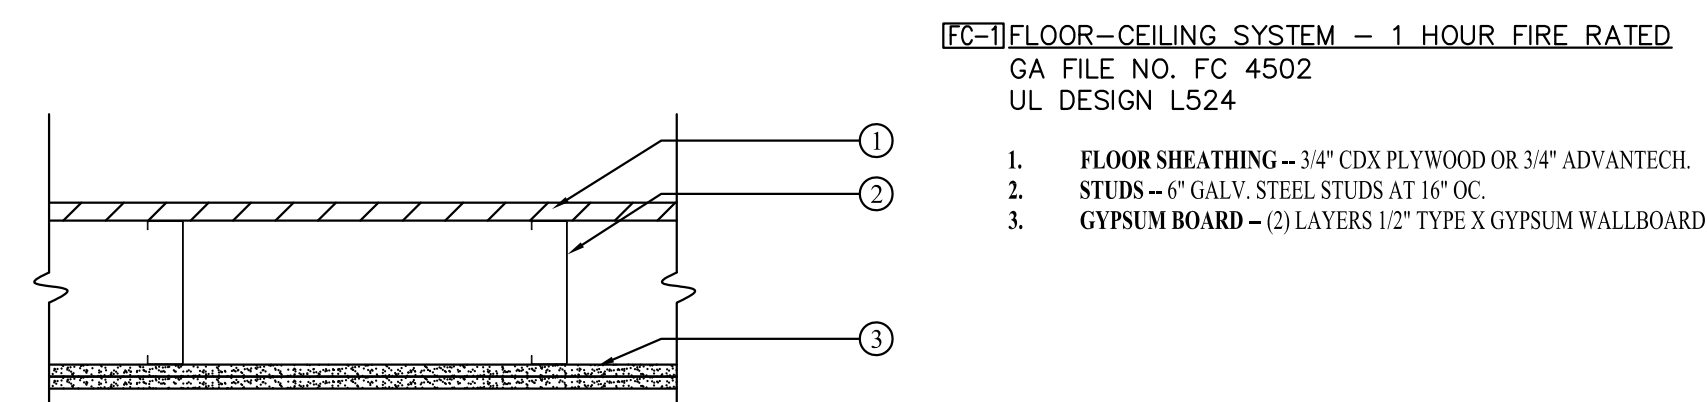 FC-1 FLOOR-CEILING SYSTEM - 1 HOUR FIRE RATED
GA FILE NO. FC 4502
UL DESIGN L524
1. FLOOR SHEATHING -- 3/4" CDX PLYWOOD OR 3/4" ADVANTECH.
2. STUDS -- 6" GALV. STEEL STUDS AT 16" OC.
3. GYPSUM BOARD – (2) LAYERS 1/2" TYPE X GYPSUM WALLBOARD
1
2
3